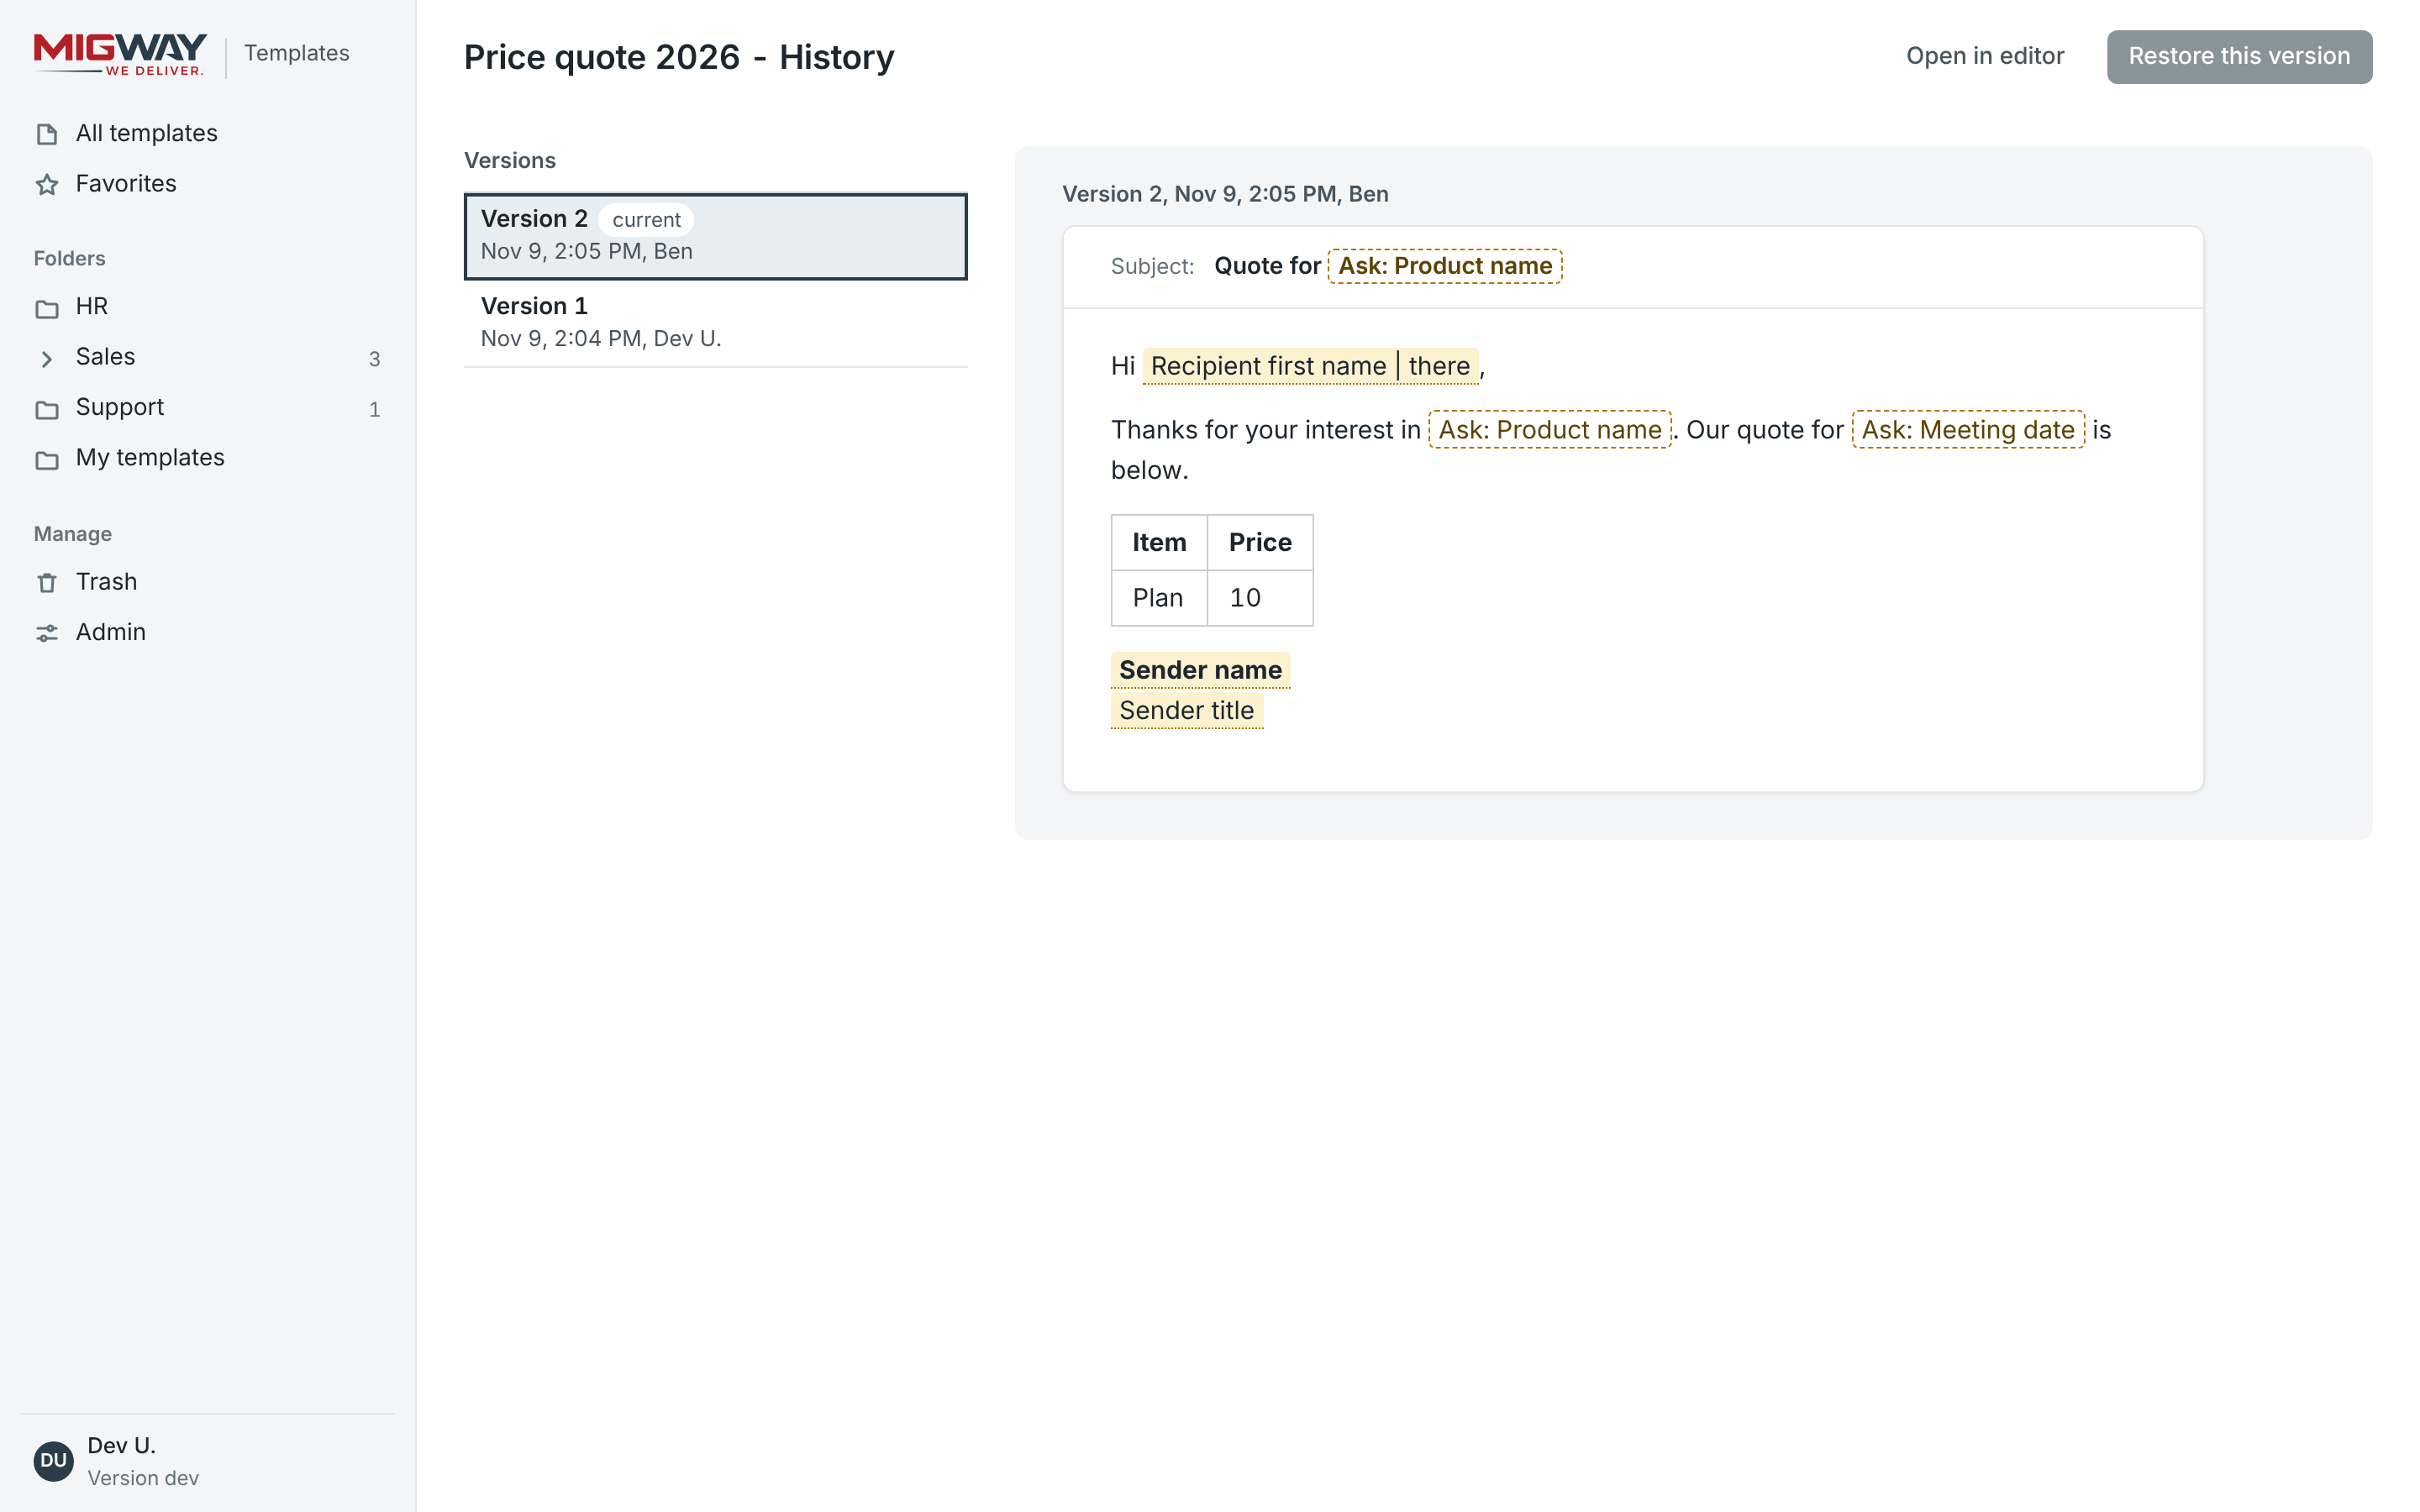 MIGWAY
WE DELIVER.
Templates
All templates
Favorites
Folders
HR
Sales 3
Support 1
My templates
Manage
Trash
Admin
DU
Dev U.
Version dev
Price quote 2026 - History
Open in editor
Restore this version
Versions
Version 2 current
Nov 9, 2:05 PM, Ben
Version 1
Nov 9, 2:04 PM, Dev U.
Version 2, Nov 9, 2:05 PM, Ben
Subject: Quote for Ask: Product name
Hi Recipient first name | there ,
Thanks for your interest in Ask: Product name. Our quote for Ask: Meeting date is
below.
Item Price
Plan 10
Sender name
Sender title